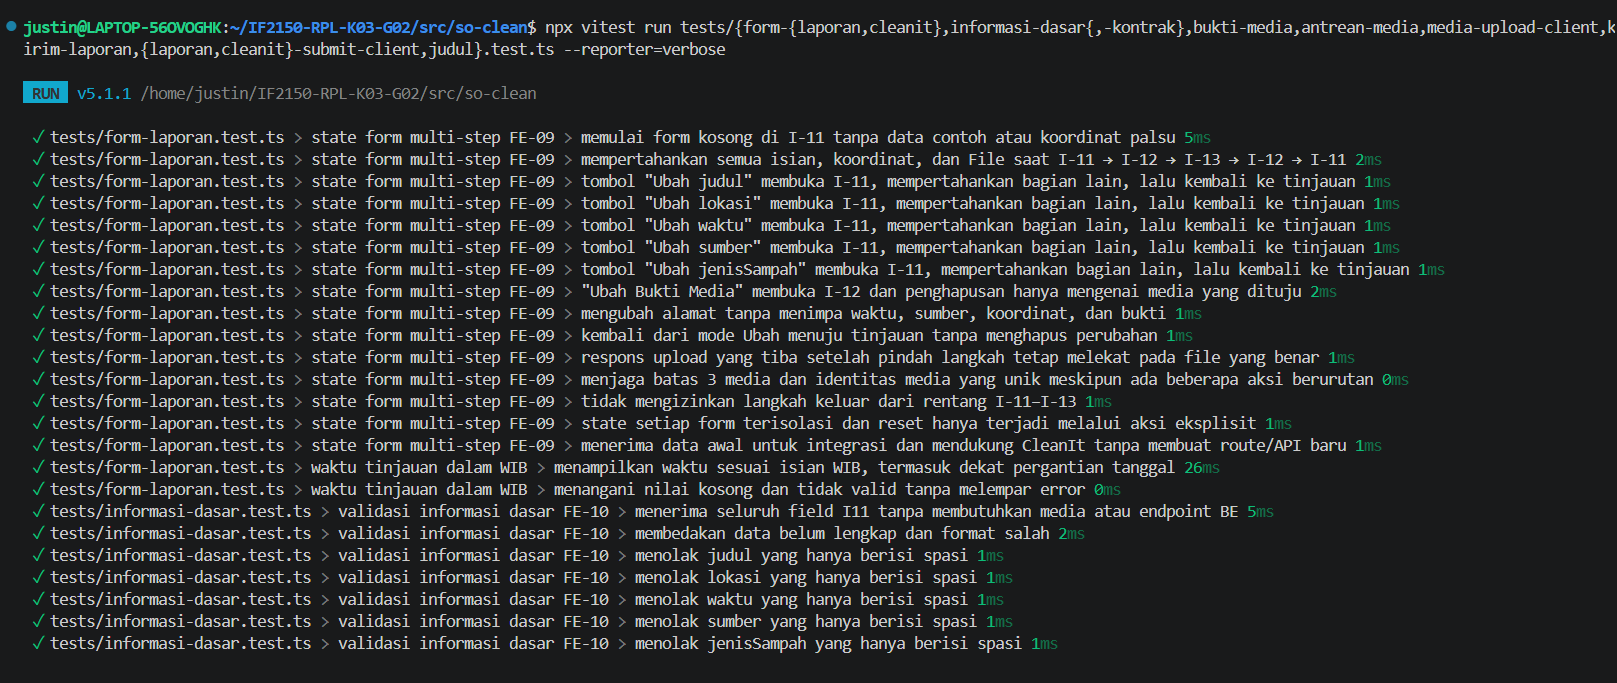 justin@LAPTOP-56OVOGHK:~/IF2150-RPL-K03-G02/src/so-clean$ npx vitest run tests/{form-{laporan,cleanit},informasi-dasar{,-kontrak},bukti-media,antrean-media,media-upload-client,k
irim-laporan,{laporan,cleanit}-submit-client,judul}.test.ts --reporter=verbose
RUN v5.1.1 /home/justin/IF2150-RPL-K03-G02/src/so-clean
✓ tests/form-laporan.test.ts > state form multi-step FE-09 > memulai form kosong di I-11 tanpa data contoh atau koordinat palsu 5ms
✓ tests/form-laporan.test.ts > state form multi-step FE-09 > mempertahankan semua isian, koordinat, dan File saat I-11 → I-12 → I-13 → I-12 → I-11 2ms
✓ tests/form-laporan.test.ts > state form multi-step FE-09 > tombol "Ubah judul" membuka I-11, mempertahankan bagian lain, lalu kembali ke tinjauan 1ms
✓ tests/form-laporan.test.ts > state form multi-step FE-09 > tombol "Ubah lokasi" membuka I-11, mempertahankan bagian lain, lalu kembali ke tinjauan 1ms
✓ tests/form-laporan.test.ts > state form multi-step FE-09 > tombol "Ubah waktu" membuka I-11, mempertahankan bagian lain, lalu kembali ke tinjauan 1ms
✓ tests/form-laporan.test.ts > state form multi-step FE-09 > tombol "Ubah sumber" membuka I-11, mempertahankan bagian lain, lalu kembali ke tinjauan 1ms
✓ tests/form-laporan.test.ts > state form multi-step FE-09 > tombol "Ubah jenisSampah" membuka I-11, mempertahankan bagian lain, lalu kembali ke tinjauan 1ms
✓ tests/form-laporan.test.ts > state form multi-step FE-09 > "Ubah Bukti Media" membuka I-12 dan penghapusan hanya mengenai media yang dituju 2ms
✓ tests/form-laporan.test.ts > state form multi-step FE-09 > mengubah alamat tanpa menimpa waktu, sumber, koordinat, dan bukti 1ms
✓ tests/form-laporan.test.ts > state form multi-step FE-09 > kembali dari mode Ubah menuju tinjauan tanpa menghapus perubahan 1ms
✓ tests/form-laporan.test.ts > state form multi-step FE-09 > respons upload yang tiba setelah pindah langkah tetap melekat pada file yang benar 1ms
✓ tests/form-laporan.test.ts > state form multi-step FE-09 > menjaga batas 3 media dan identitas media yang unik meskipun ada beberapa aksi berurutan 0ms
✓ tests/form-laporan.test.ts > state form multi-step FE-09 > tidak mengizinkan langkah keluar dari rentang I-11–I-13 1ms
✓ tests/form-laporan.test.ts > state form multi-step FE-09 > state setiap form terisolasi dan reset hanya terjadi melalui aksi eksplisit 1ms
✓ tests/form-laporan.test.ts > state form multi-step FE-09 > menerima data awal untuk integrasi dan mendukung CleanIt tanpa membuat route/API baru 1ms
✓ tests/form-laporan.test.ts > waktu tinjauan dalam WIB > menampilkan waktu sesuai isian WIB, termasuk dekat pergantian tanggal 26ms
✓ tests/form-laporan.test.ts > waktu tinjauan dalam WIB > menangani nilai kosong dan tidak valid tanpa melempar error 0ms
✓ tests/informasi-dasar.test.ts > validasi informasi dasar FE-10 > menerima seluruh field I11 tanpa membutuhkan media atau endpoint BE 5ms
✓ tests/informasi-dasar.test.ts > validasi informasi dasar FE-10 > membedakan data belum lengkap dan format salah 2ms
✓ tests/informasi-dasar.test.ts > validasi informasi dasar FE-10 > menolak judul yang hanya berisi spasi 1ms
✓ tests/informasi-dasar.test.ts > validasi informasi dasar FE-10 > menolak lokasi yang hanya berisi spasi 1ms
✓ tests/informasi-dasar.test.ts > validasi informasi dasar FE-10 > menolak waktu yang hanya berisi spasi 1ms
✓ tests/informasi-dasar.test.ts > validasi informasi dasar FE-10 > menolak sumber yang hanya berisi spasi 1ms
✓ tests/informasi-dasar.test.ts > validasi informasi dasar FE-10 > menolak jenisSampah yang hanya berisi spasi 1ms